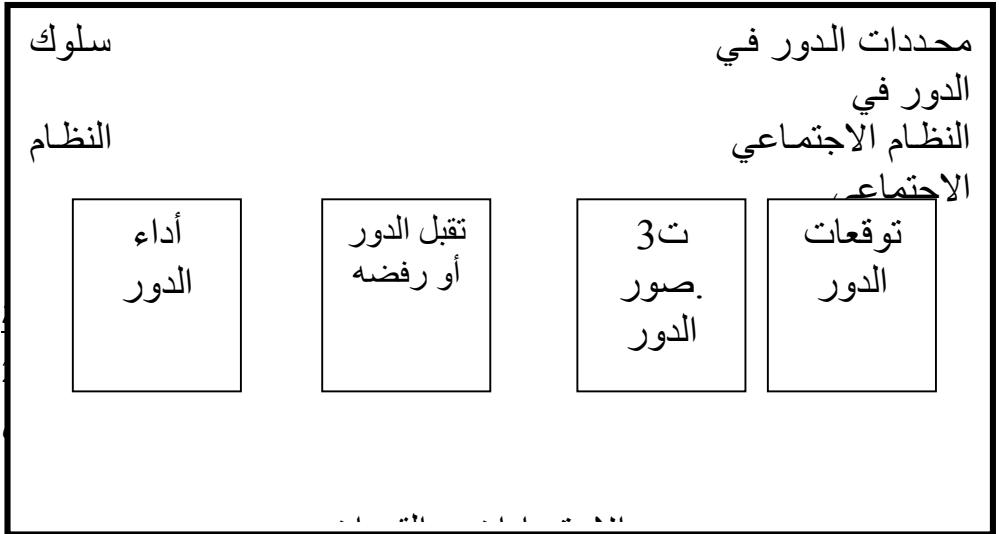 محددات الدور في سلوك
الدور في
النظام الاجتماعي النظام
الاجتماعي
توقعات
الدور
ت3
.صور
الدور
تقبل الدور
أو رفضه
أداء
الدور